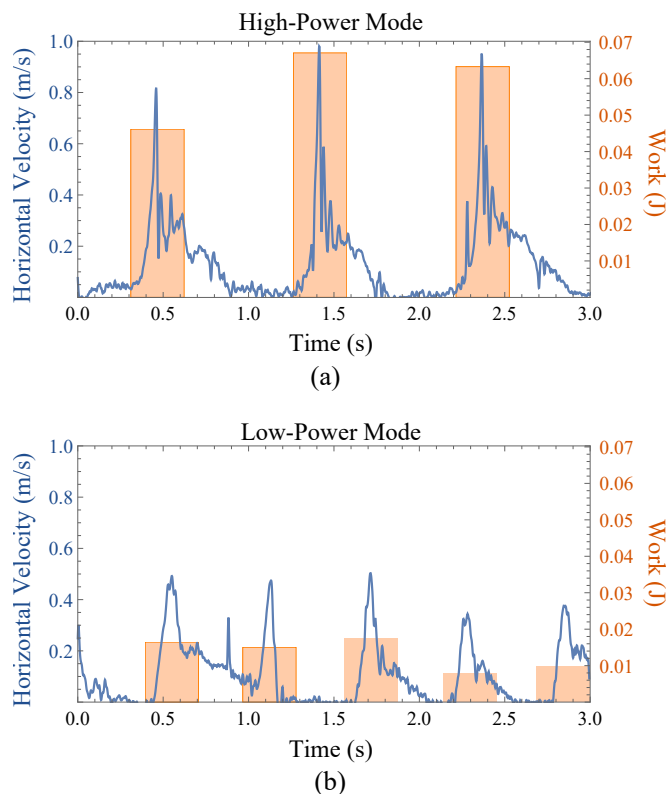 High-Power Mode
Horizontal Velocity (m/s)
1.0
0.8
0.6
0.4
0.2
0.07
0.06
0.05
0.04
0.03
0.02
0.01
Work (J)
0.0 0.5 1.0 1.5 2.0 2.5 3.0
Time (s)
(a)
Low-Power Mode
Horizontal Velocity (m/s)
1.0
0.8
0.6
0.4
0.2
0.07
0.06
0.05
0.04
0.03
0.02
0.01
Work (J)
0.0 0.5 1.0 1.5 2.0 2.5 3.0
Time (s)
(b)